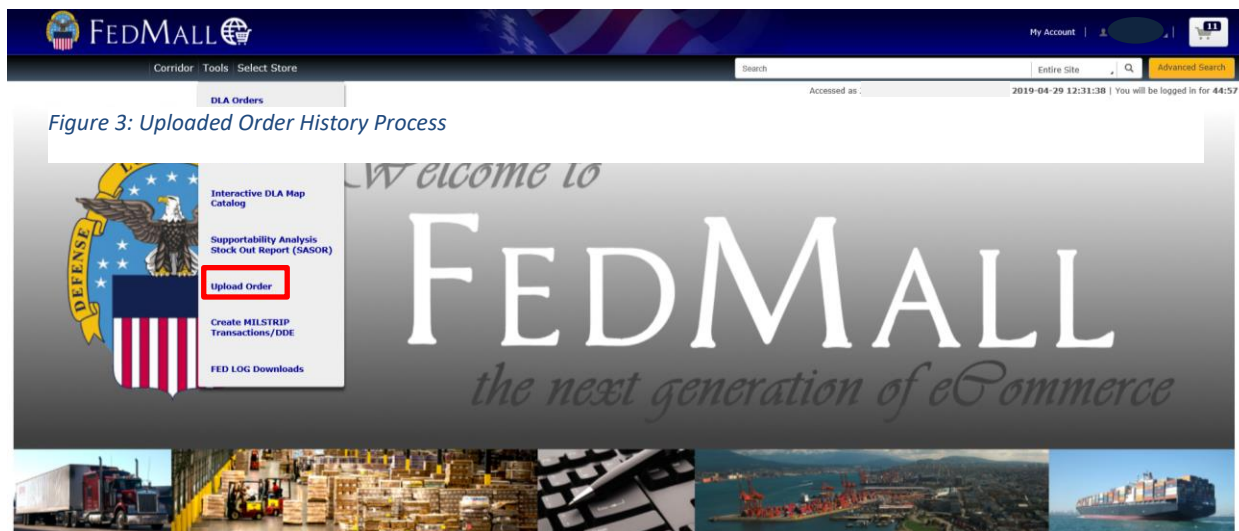 FEDMALL
My Account
11
Corridor Tools Select Store
Search
Entire Site
Advanced Search
Accessed as
2019-04-29 12:31:38 | You will be logged in for 44:57
DLA Orders
Figure 3: Uploaded Order History Process
Interactive DLA Map
Catalog
Supportability Analysis
Stock Out Report (SASOR)
Upload Order
Create MILSTRIP
Transactions/DDE
FED LOG Downloads
DEFENSE
Welcome to
FEDMALL
the next generation of eCommerce